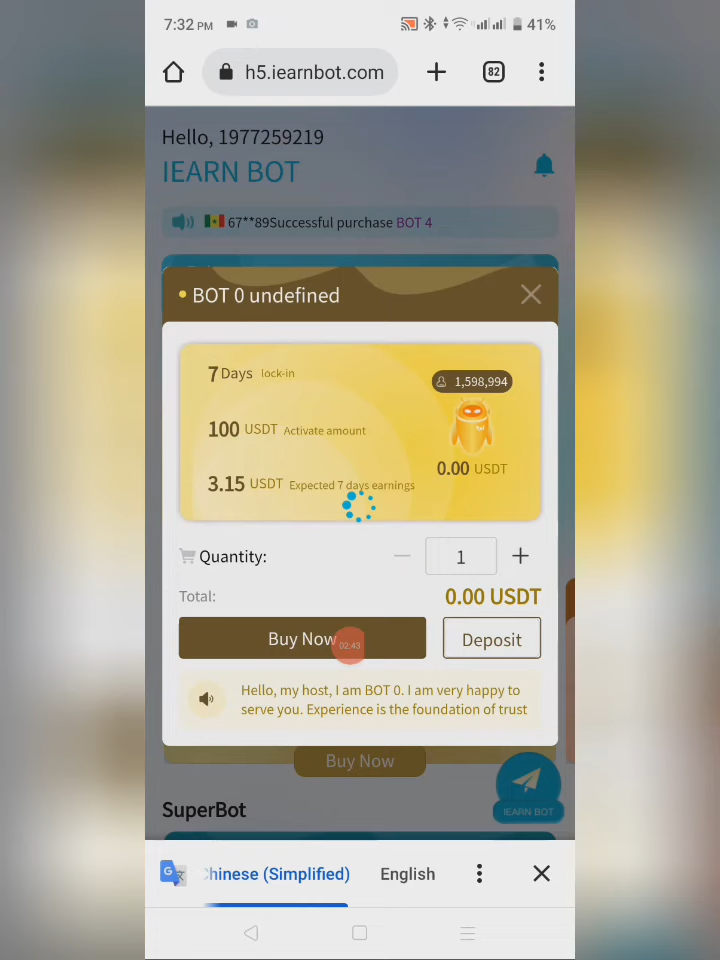 7:32 PM
41%
h5.iearnbot.com
82
Hello, 1977259219
IEARN BOT
67**89Successful purchase BOT 4
BOT 0 undefined
7 Days lock-in
1,598,994
100 USDT Activate amount
0.00 USDT
3.15 USDT Expected 7 days earnings
Quantity:
1
Total:
0.00 USDT
Buy Now
02:43
Deposit
Hello, my host, I am BOT 0. I am very happy to
serve you. Experience is the foundation of trust
Buy Now
IEARN BOT
SuperBot
Chinese (Simplified)
English